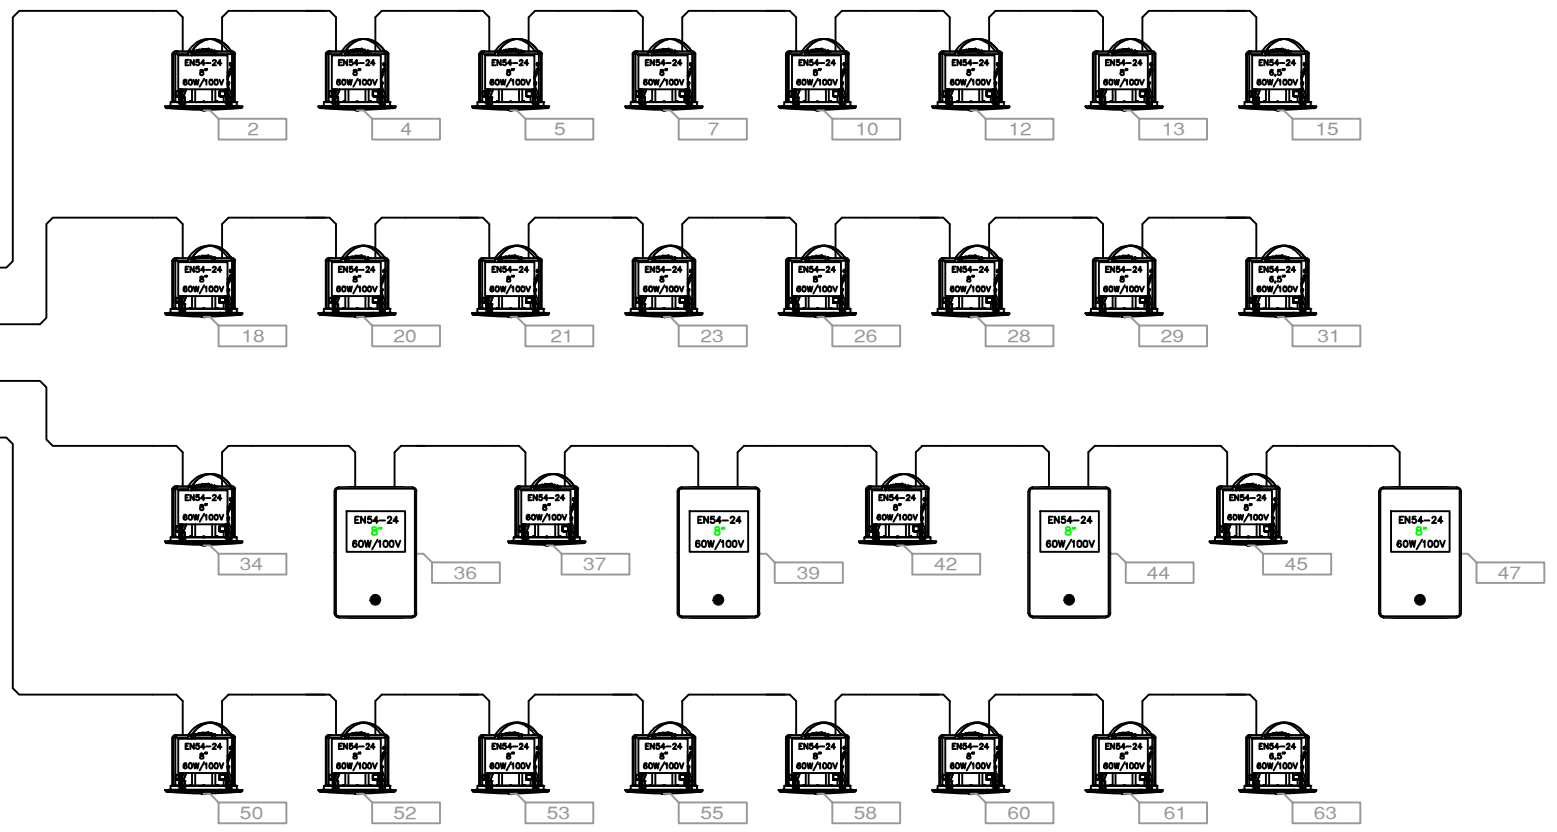 EN54-24
8"
60W/100V
2
EN54-24
8"
60W/100V
4
EN54-24
8"
60W/100V
5
EN54-24
8"
60W/100V
7
EN54-24
8"
60W/100V
10
EN54-24
8"
60W/100V
12
EN54-24
8"
60W/100V
13
EN54-24
6,5"
60W/100V
15
EN54-24
8"
60W/100V
18
EN54-24
8"
60W/100V
20
EN54-24
8"
60W/100V
21
EN54-24
8"
60W/100V
23
EN54-24
8"
60W/100V
26
EN54-24
8"
60W/100V
28
EN54-24
8"
60W/100V
29
EN54-24
6,5"
60W/100V
31
EN54-24
8"
60W/100V
34
EN54-24
8"
60W/100V
36
EN54-24
8"
60W/100V
37
EN54-24
8"
60W/100V
39
EN54-24
8"
60W/100V
42
EN54-24
8"
60W/100V
44
EN54-24
8"
60W/100V
45
EN54-24
8"
60W/100V
47
EN54-24
8"
60W/100V
50
EN54-24
8"
60W/100V
52
EN54-24
8"
60W/100V
53
EN54-24
8"
60W/100V
55
EN54-24
8"
60W/100V
58
EN54-24
8"
60W/100V
60
EN54-24
8"
60W/100V
61
EN54-24
6,5"
60W/100V
63